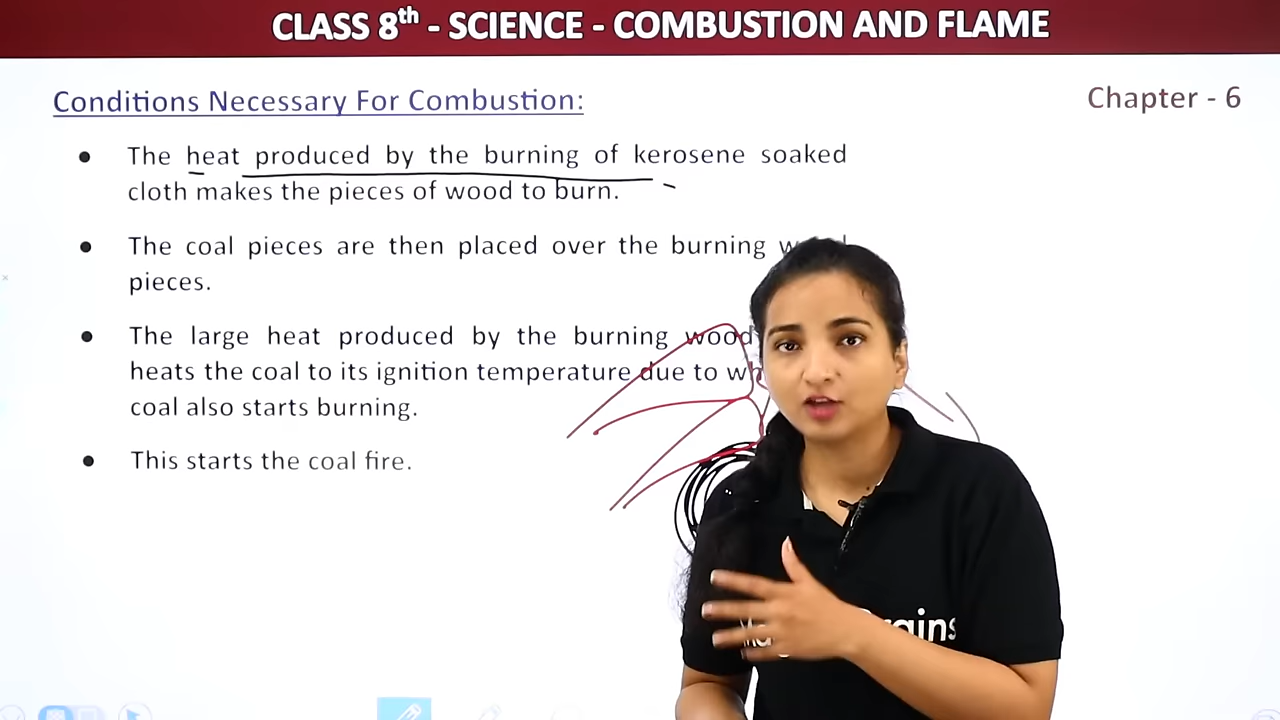 CLASS 8th - SCIENCE - COMBUSTION AND FLAME
Conditions Necessary For Combustion:
Chapter - 6
● The heat produced by the burning of kerosene soaked
cloth makes the pieces of wood to burn.
● The coal pieces are then placed over the burning
pieces.
● The large heat produced by the burning wood
heats the coal to its ignition temperature due to
coal also starts burning.
● This starts the coal fire.